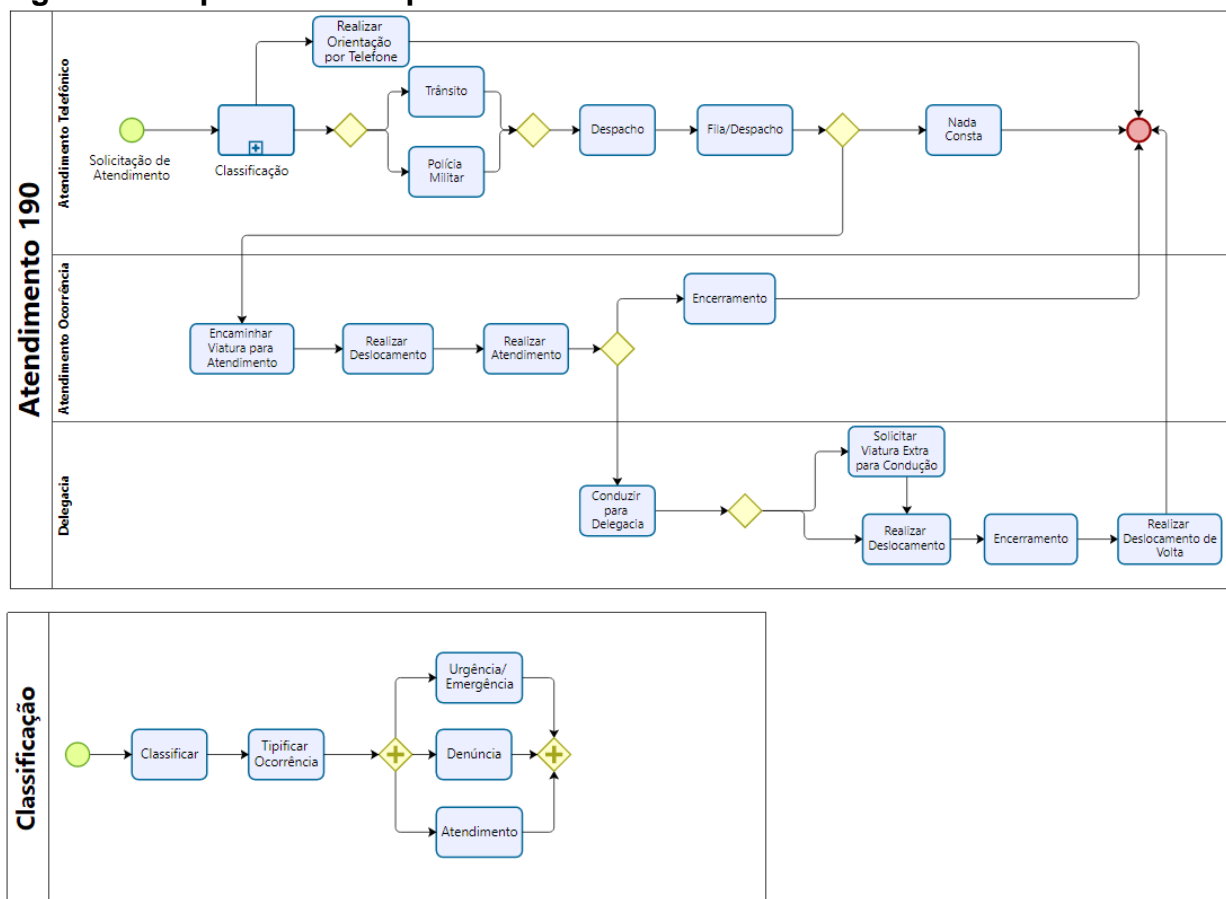 Atendimento 190
Atendimento Telefônico
Realizar
Orientação
por Telefone
Trânsito
Polícia
Militar
Solicitação de
Atendimento
Classificação
Despacho
Fila/Despacho
Nada
Consta
Atendimento Ocorrência
Encaminhar
Viatura para
Atendimento
Realizar
Deslocamento
Realizar
Atendimento
Encerramento
Delegacia
Conduzir
para
Delegacia
Solicitar
Viatura Extra
para Condução
Realizar
Deslocamento
Encerramento
Realizar
Deslocamento de
Volta
Classificação
Classificar
Tipificar
Ocorrência
Urgência/
Emergência
Denúncia
Atendimento